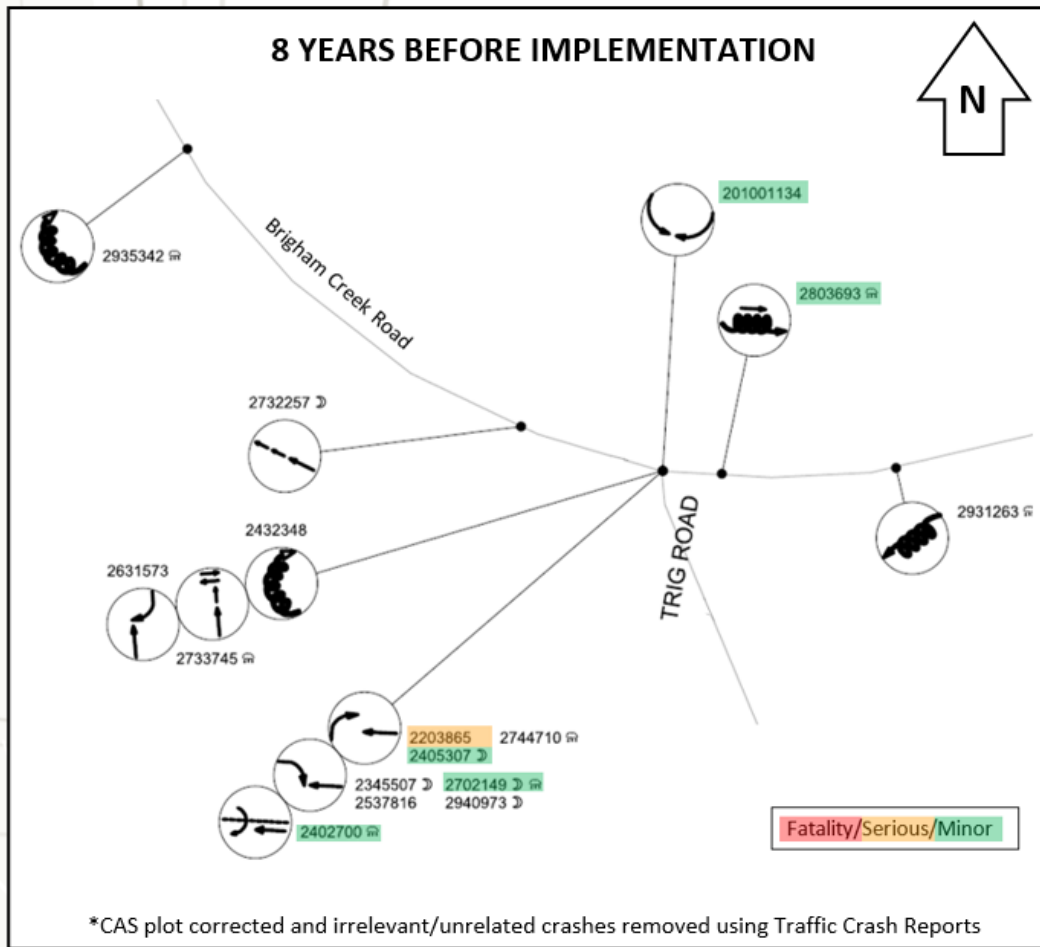 8 YEARS BEFORE IMPLEMENTATION
N
201001134
Brigham Creek Road
2935342
2803693
2732257
2931263
TRIG ROAD
2432348
2631573
2733745
2203865 2744710
2405307
2345507 2702149
2537816 2940973
2402700
Fatality/Serious/Minor
*CAS plot corrected and irrelevant/unrelated crashes removed using Traffic Crash Reports